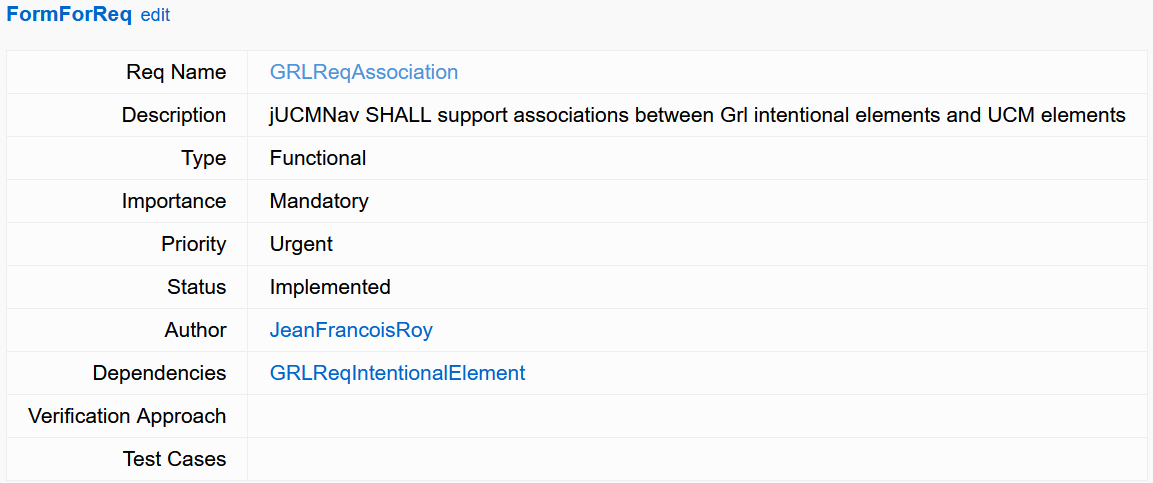 FormForReq edit
Req Name GRLReqAssociation
Description jUCMNav SHALL support associations between Grl intentional elements and UCM elements
Type Functional
Importance Mandatory
Priority Urgent
Status Implemented
Author JeanFrancoisRoy
Dependencies GRLReqIntentionalElement
Verification Approach
Test Cases